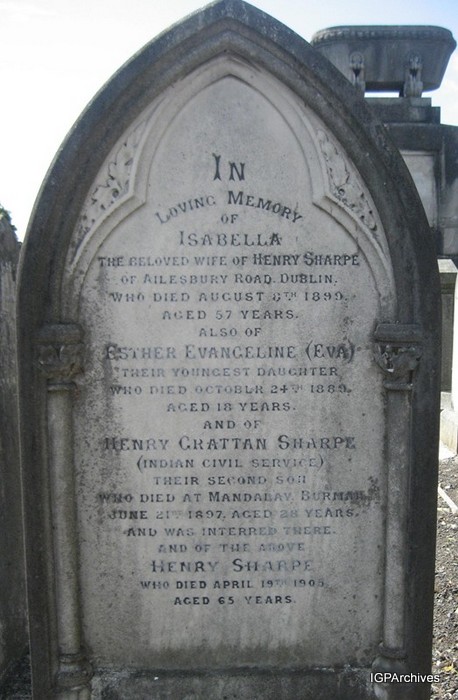 IN
LOVING MEMORY
OF
ISABELLA
THE BELOVED WIFE OF HENRY SHARPE
OF AILESBURY ROAD, DUBLIN.
WHO DIED AUGUST 8TH 1899.
AGED 57 YEARS.
ALSO OF
ESTHER EVANGELINE (EVA)
THEIR YOUNGEST DAUGHTER
WHO DIED OCTOBER 24TH 1889.
AGED 18 YEARS.
AND OF
HENRY GRATTAN SHARPE
(INDIAN CIVIL SERVICE)
THEIR SECOND SON
WHO DIED AT MANDALAY, BURMAH
JUNE 21ST 1897, AGED 28 YEARS.
AND WAS INTERRED THERE.
AND OF THE ABOVE
HENRY SHARPE
WHO DIED APRIL 19TH 1905
AGED 65 YEARS.
IGPArchives